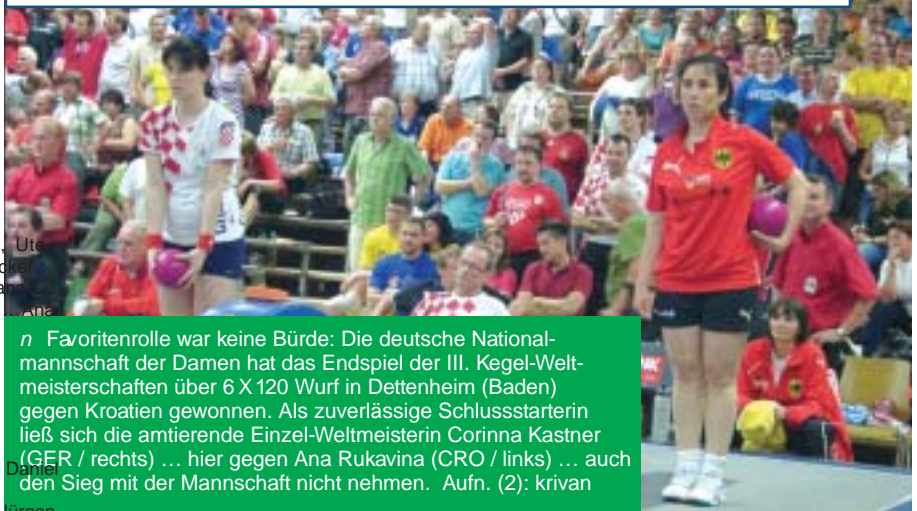 , Ute
Ana
n Favoritenrolle war keine Bürde: Die deutsche National-
mannschaft der Damen hat das Endspiel der III. Kegel-Welt-
meisterschaften über 6 X 120 Wurf in Dettenheim (Baden)
gegen Kroatien gewonnen. Als zuverlässige Schlussstarterin
ließ sich die amtierende Einzel-Weltmeisterin Corinna Kastner
(GER / rechts) … hier gegen Ana Rukavina (CRO / links) … auch
Daniel
den Sieg mit der Mannschaft nicht nehmen. Aufn. (2): krivan